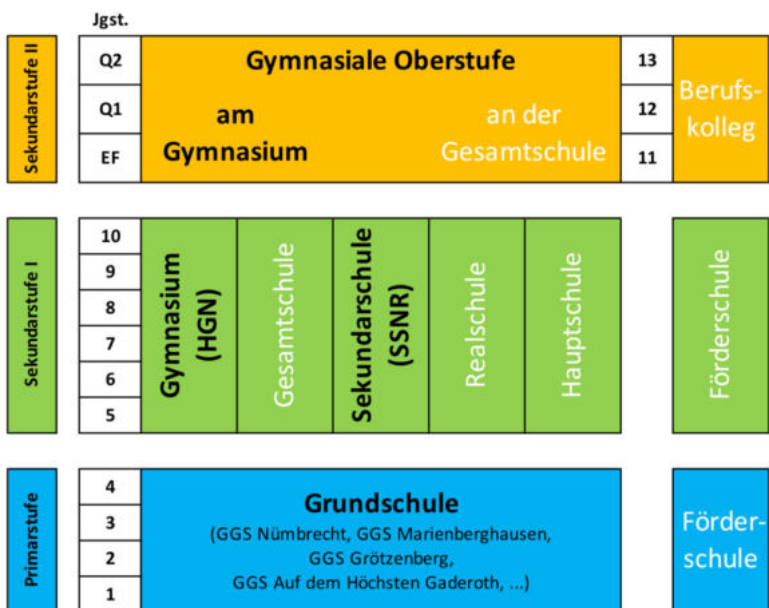 Jgst.
Sekundarstufe II
Q2
Q1
EF
Gymnasiale Oberstufe
am
Gymnasium
an der
Gesamtschule
13
12
11
Berufs-
kolleg
Sekundarstufe I
10
9
8
7
6
5
Gymnasium
(HGN)
Gesamtschule
Sekundarschule
(SSNR)
Realschule
Hauptschule
Förderschule
Primarstufe
4
3
2
1
Grundschule
(GGS Nümbrecht, GGS Marienberghausen,
GGS Grötzenberg,
GGS Auf dem Höchsten Gaderoth, ...)
Förder-
schule